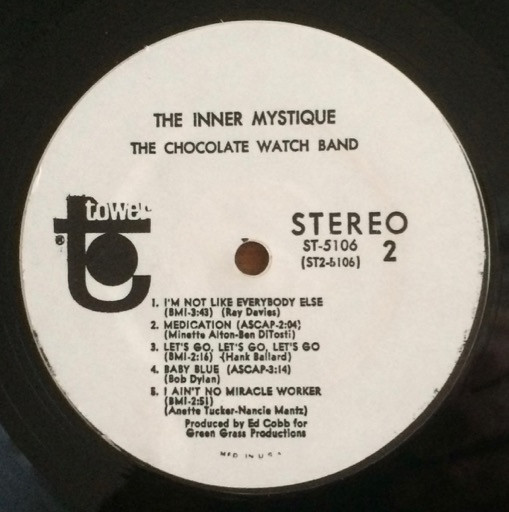 THE INNER MYSTIQUE
THE CHOCOLATE WATCH BAND
tower
®
STEREO
ST-5106
(ST2-5106)
2
1. I'M NOT LIKE EVERYBODY ELSE
(BMI-3:43) (Ray Davies)
2. MEDICATION (ASCAP-2:04)
(Minette Alton-Ben DiTosti)
3. LET'S GO, LET'S GO, LET'S GO
(BMI-2:16) (Hank Ballard)
4. BABY BLUE (ASCAP-3:14)
(Bob Dylan)
5. I AIN'T NO MIRACLE WORKER
(BMI-2:51)
(Anette Tucker-Nancie Mantz)
Produced by Ed Cobb for
Green Grass Productions
MFD IN U S A